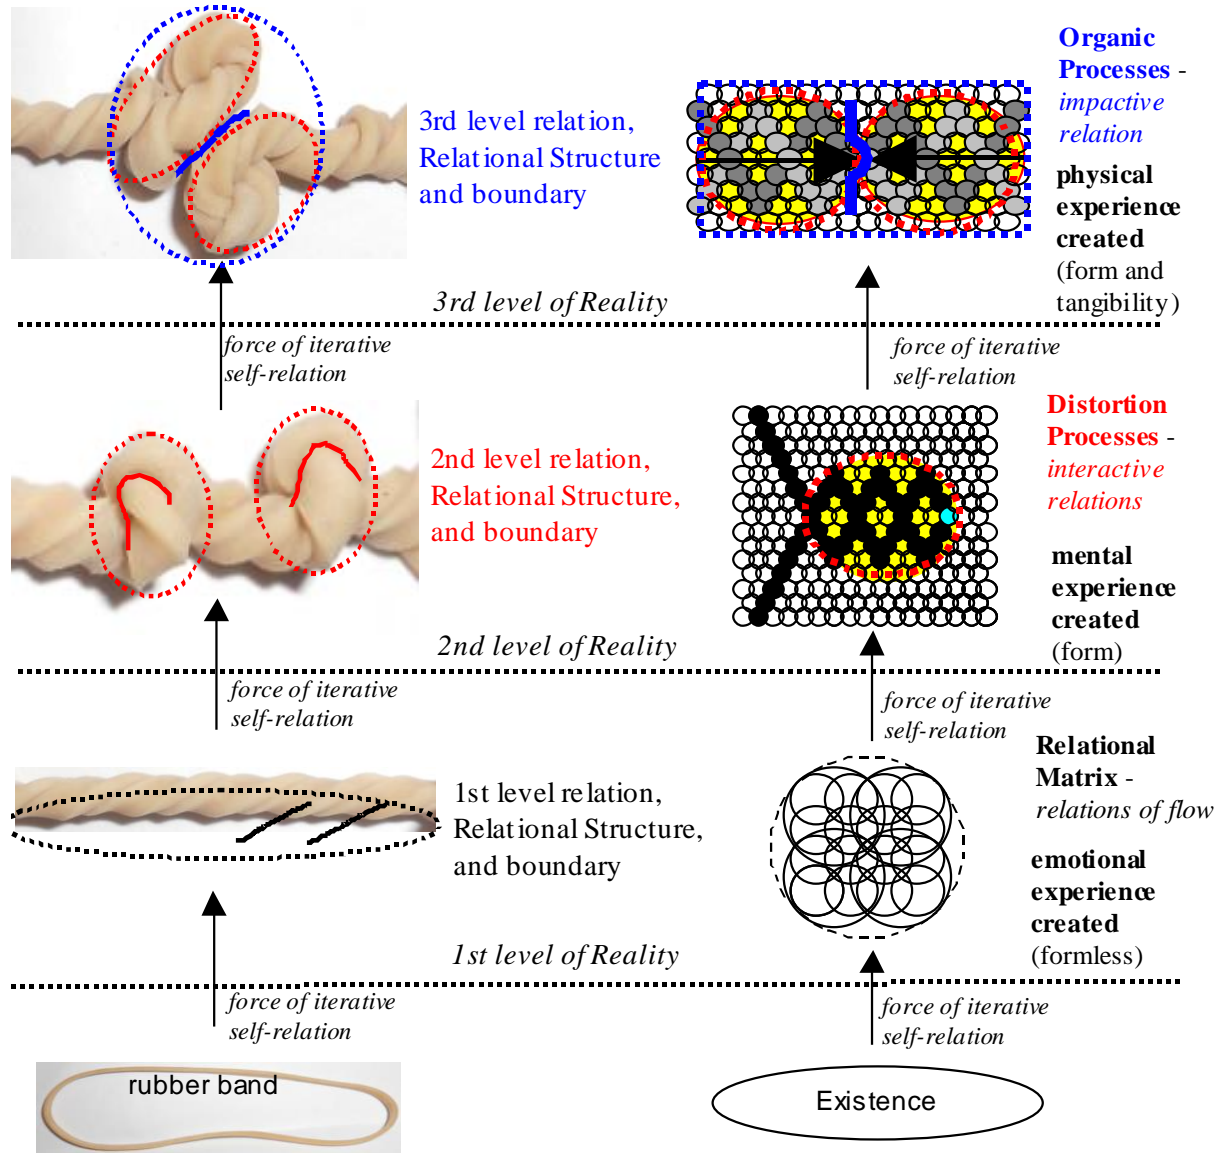 Organic
Processes -
impactive
relation
physical
experience
created
(form and
tangibility)
3rd level relation,
Relational Structure
and boundary
3rd level of Reality
force of iterative
self-relation
force of iterative
self-relation
Distortion
Processes -
interactive
relations
mental
experience
created
(form)
2nd level relation,
Relational Structure,
and boundary
2nd level of Reality
force of iterative
self-relation
force of iterative
self-relation
Relational
Matrix -
relations of flow
emotional
experience
created
(formless)
1st level relation,
Relational Structure,
and boundary
1st level of Reality
force of iterative
self-relation
force of iterative
self-relation
rubber band
Existence